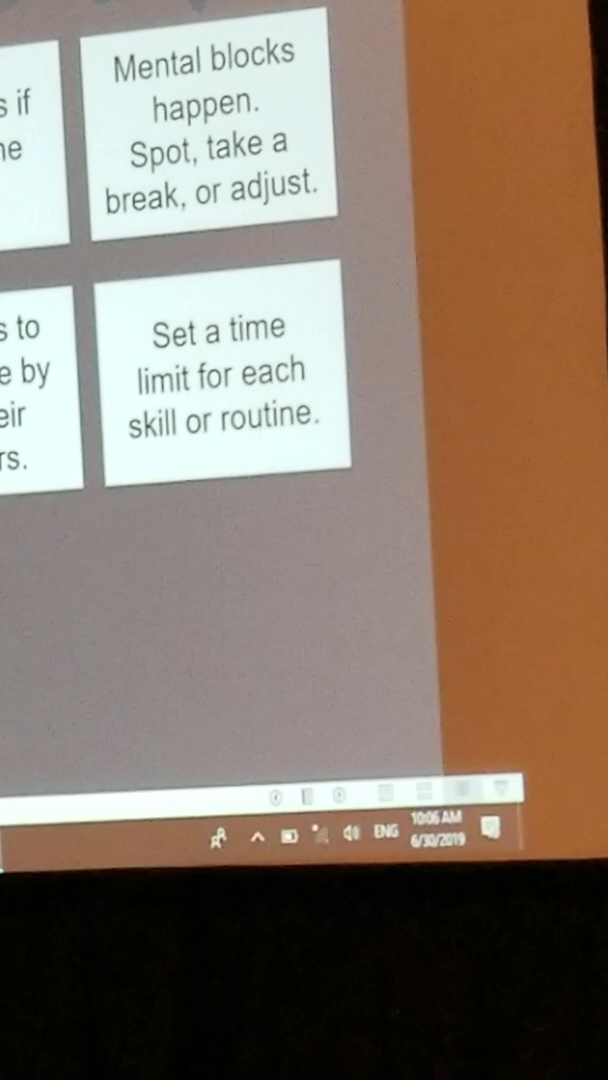 s if
ne
Mental blocks
happen.
Spot, take a
break, or adjust.
s to
e by
eir
rs.
Set a time
limit for each
skill or routine.
ENG
10:06 AM
6/30/2019